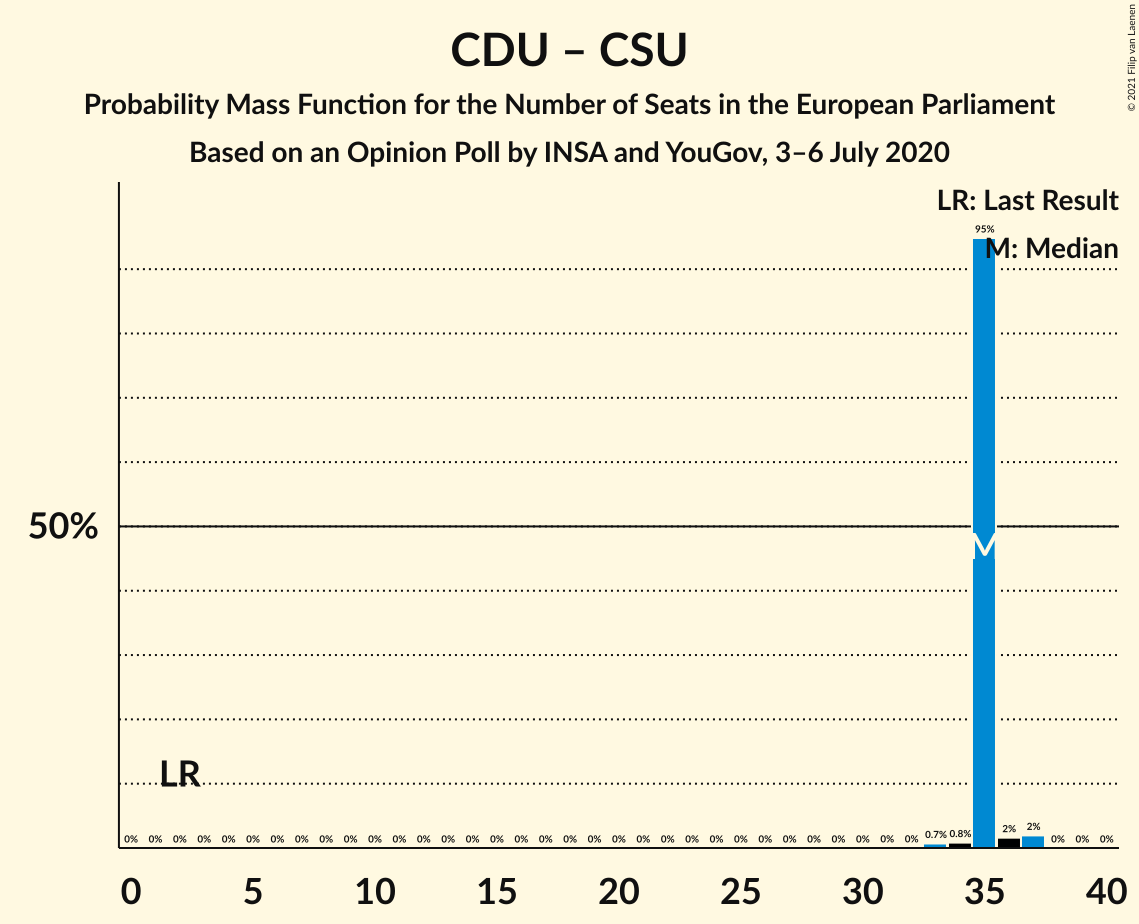 CDU – CSU
Probability Mass Function for the Number of Seats in the European Parliament
Based on an Opinion Poll by INSA and YouGov, 3–6 July 2020
© 2021 Filip van Laenen
LR: Last Result
95%
M: Median
50%
M
LR
0% 0% 0% 0% 0% 0% 0% 0% 0% 0% 0% 0% 0% 0% 0% 0% 0% 0% 0% 0% 0% 0% 0% 0% 0% 0% 0% 0% 0% 0% 0% 0% 0% 0.7% 0.8% 2% 2% 0% 0% 0%
0 5 10 15 20 25 30 35 40